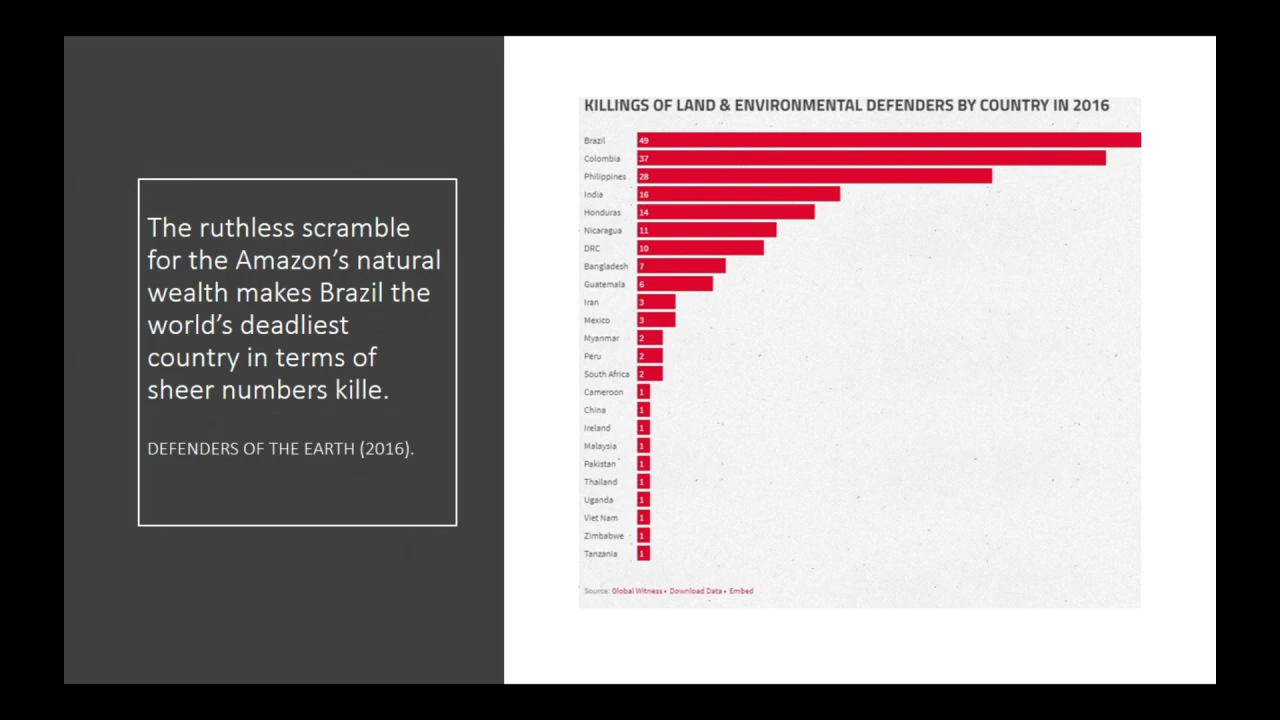 The ruthless scramble
for the Amazon’s natural
wealth makes Brazil the
world’s deadliest
country in terms of
sheer numbers kille.
DEFENDERS OF THE EARTH (2016).
KILLINGS OF LAND & ENVIRONMENTAL DEFENDERS BY COUNTRY IN 2016
Brazil 49
Colombia 37
Philippines 28
India 16
Honduras 14
Nicaragua 11
DRC 10
Bangladesh 7
Guatemala 6
Iran 3
Mexico 3
Myanmar 2
Peru 2
South Africa 2
Cameroon 1
China 1
Ireland 1
Malaysia 1
Pakistan 1
Thailand 1
Uganda 1
Viet Nam 1
Zimbabwe 1
Tanzania 1
Source: Global Witness • Download Data • Embed